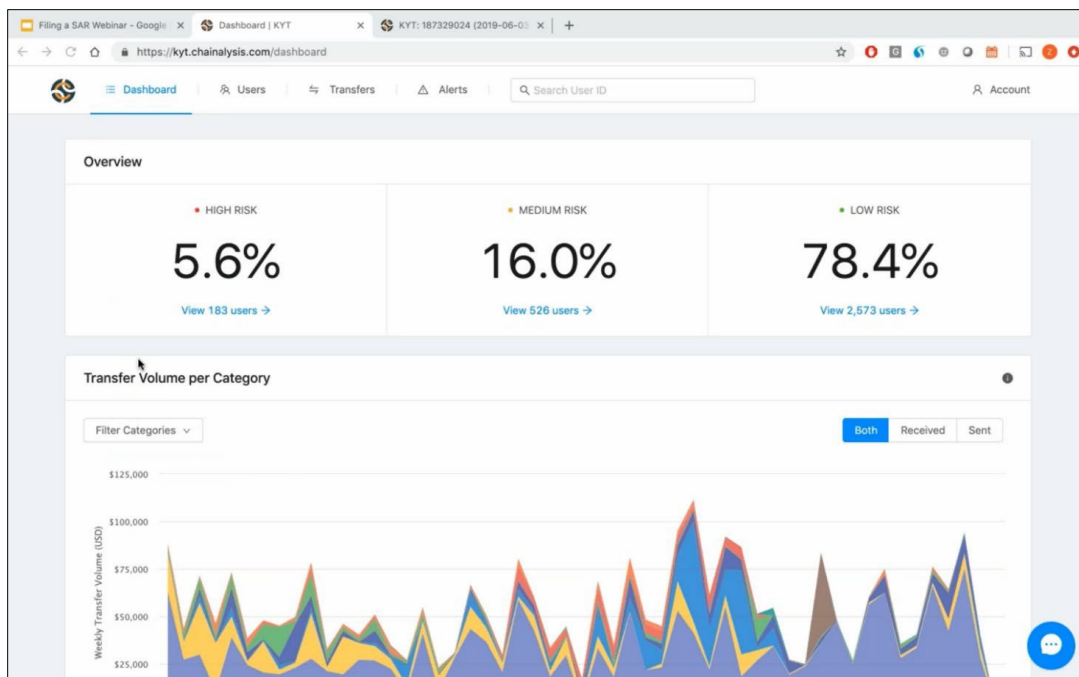 Filing a SAR Webinar - Google
Dashboard | KYT
KYT: 187329024 (2019-06-03
https://kyt.chainalysis.com/dashboard
Dashboard
Users
Transfers
Alerts
Search User ID
Account
Overview
HIGH RISK
MEDIUM RISK
LOW RISK
5.6%
16.0%
78.4%
View 183 users →
View 526 users →
View 2,573 users →
Transfer Volume per Category
Filter Categories
Both
Received
Sent
Weekly Transfer Volume (USD)
$125,000
$100,000
$75,000
$50,000
$25,000